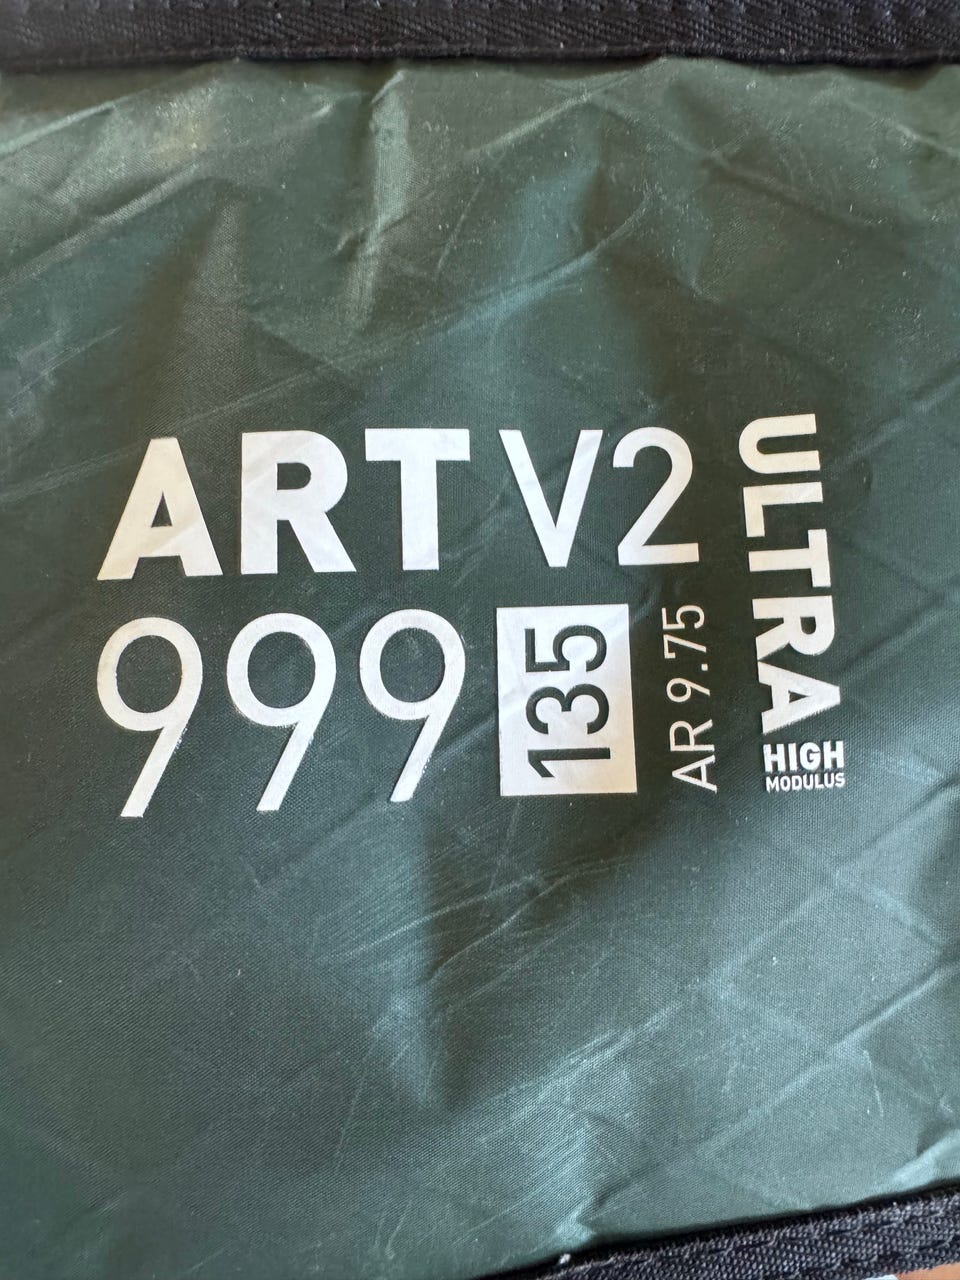 ART V2
999
135
AR 9.75
ULTRA
HIGH
MODULUS